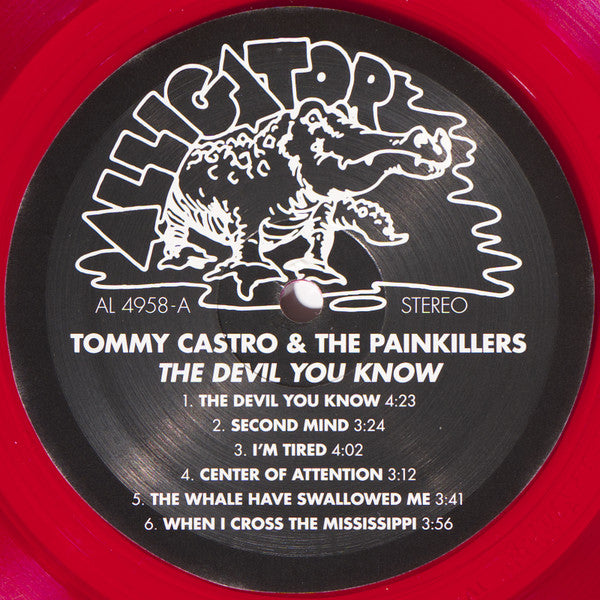 ALLIGATOR
AL 4958-A STEREO
TOMMY CASTRO & THE PAINKILLERS
THE DEVIL YOU KNOW
1. THE DEVIL YOU KNOW 4:23
2. SECOND MIND 3:24
3. I'M TIRED 4:02
4. CENTER OF ATTENTION 3:12
5. THE WHALE HAVE SWALLOWED ME 3:41
6. WHEN I CROSS THE MISSISSIPPI 3:56